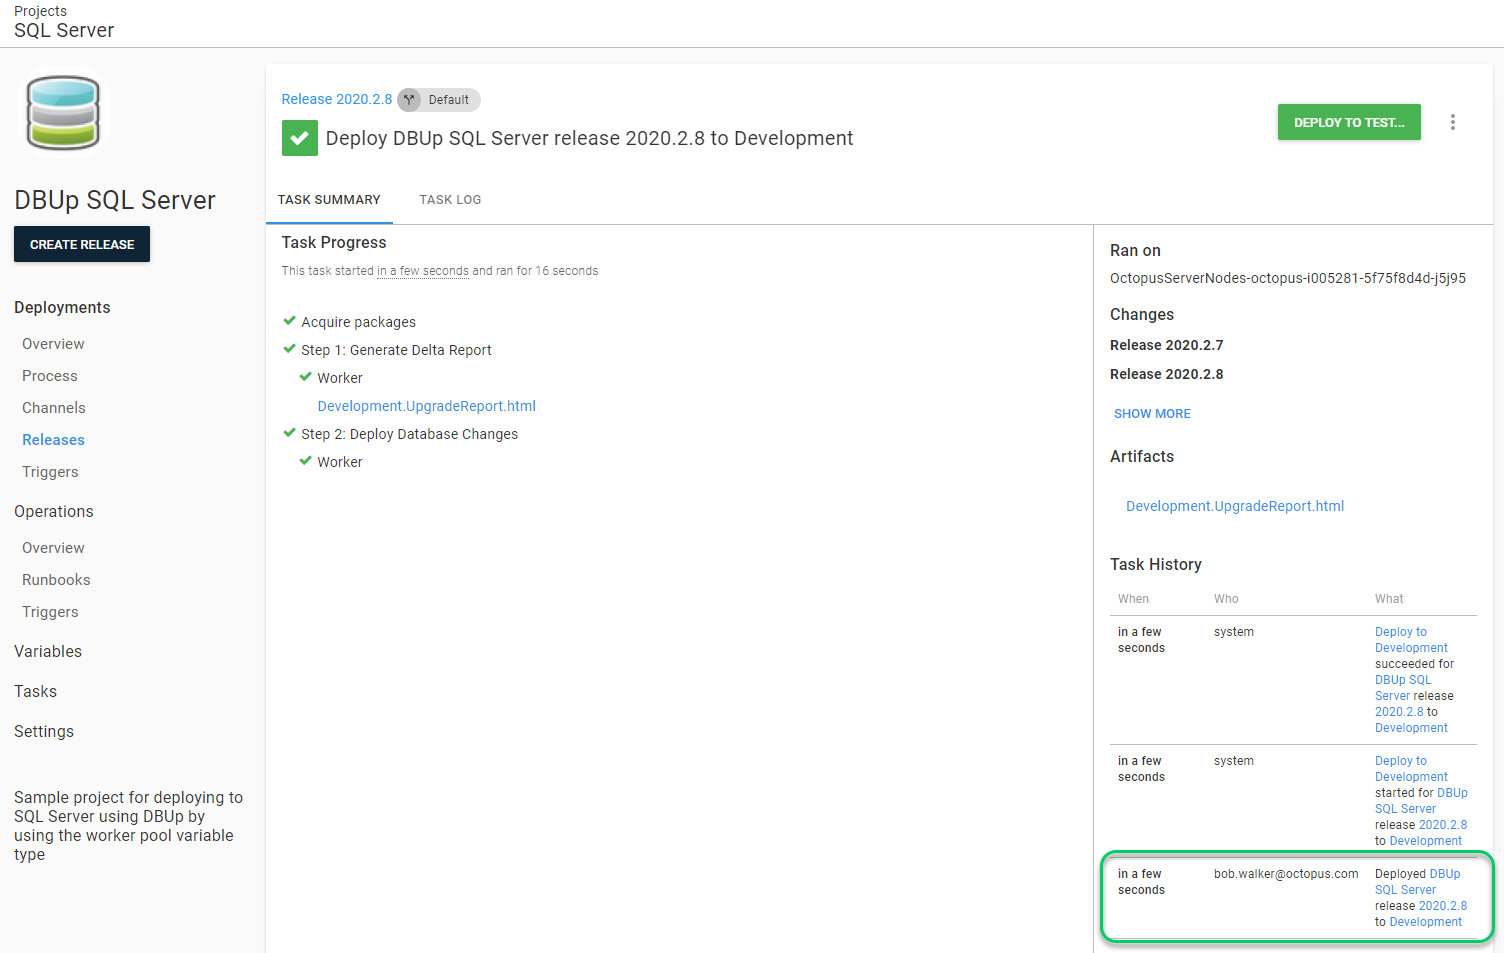 Projects
SQL Server
DBUp SQL Server
CREATE RELEASE
Deployments
Overview
Process
Channels
Releases
Triggers
Operations
Overview
Runbooks
Triggers
Variables
Tasks
Settings
Sample project for deploying to
SQL Server using DBUp by
using the worker pool variable
type
Release 2020.2.8 Default
Deploy DBUp SQL Server release 2020.2.8 to Development
DEPLOY TO TEST...
TASK SUMMARY TASK LOG
Task Progress
This task started in a few seconds and ran for 16 seconds
Acquire packages
Step 1: Generate Delta Report
Worker
Development.UpgradeReport.html
Step 2: Deploy Database Changes
Worker
Ran on
OctopusServerNodes-octopus-i005281-5f75f8d4d-j5j95
Changes
Release 2020.2.7
Release 2020.2.8
SHOW MORE
Artifacts
Development.UpgradeReport.html
Task History
When Who What
in a few system Deploy to
seconds Development
succeeded for
DBUp SQL
Server release
2020.2.8 to
Development
in a few system Deploy to
seconds Development
started for DBUp
SQL Server
release 2020.2.8
to Development
in a few bob.walker@octopus.com Deployed DBUp
seconds SQL Server
release 2020.2.8
to Development